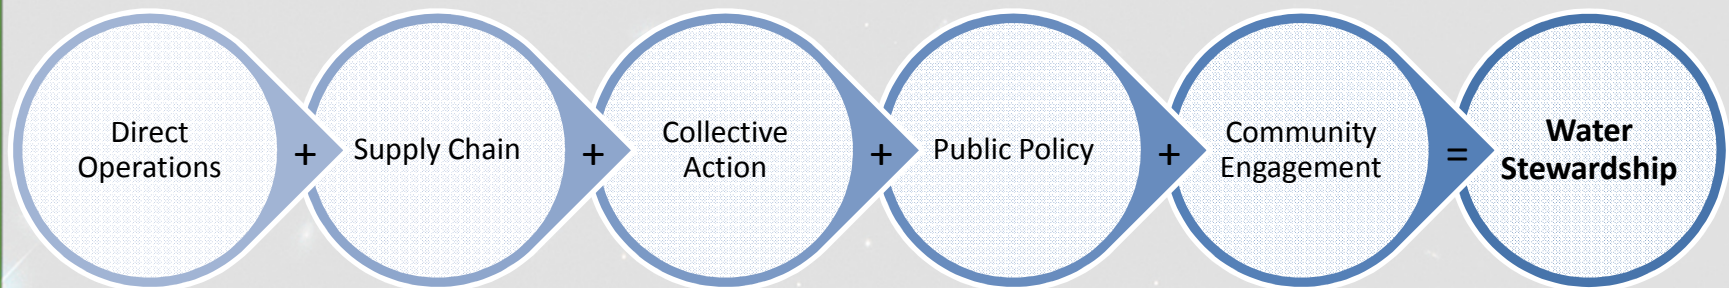 Direct
Operations
+
Supply Chain
+
Collective
Action
+
Public Policy
+
Community
Engagement
=
Water
Stewardship